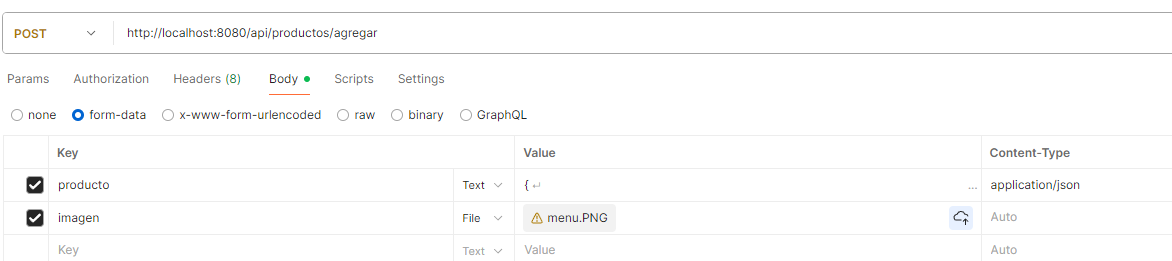 POST http://localhost:8080/api/productos/agregar
Params Authorization Headers (8) Body Scripts Settings
none form-data x-www-form-urlencoded raw binary GraphQL
Key Value Content-Type
producto Text { ↵ ... application/json
imagen File menu.PNG Auto
Key Text Value Auto